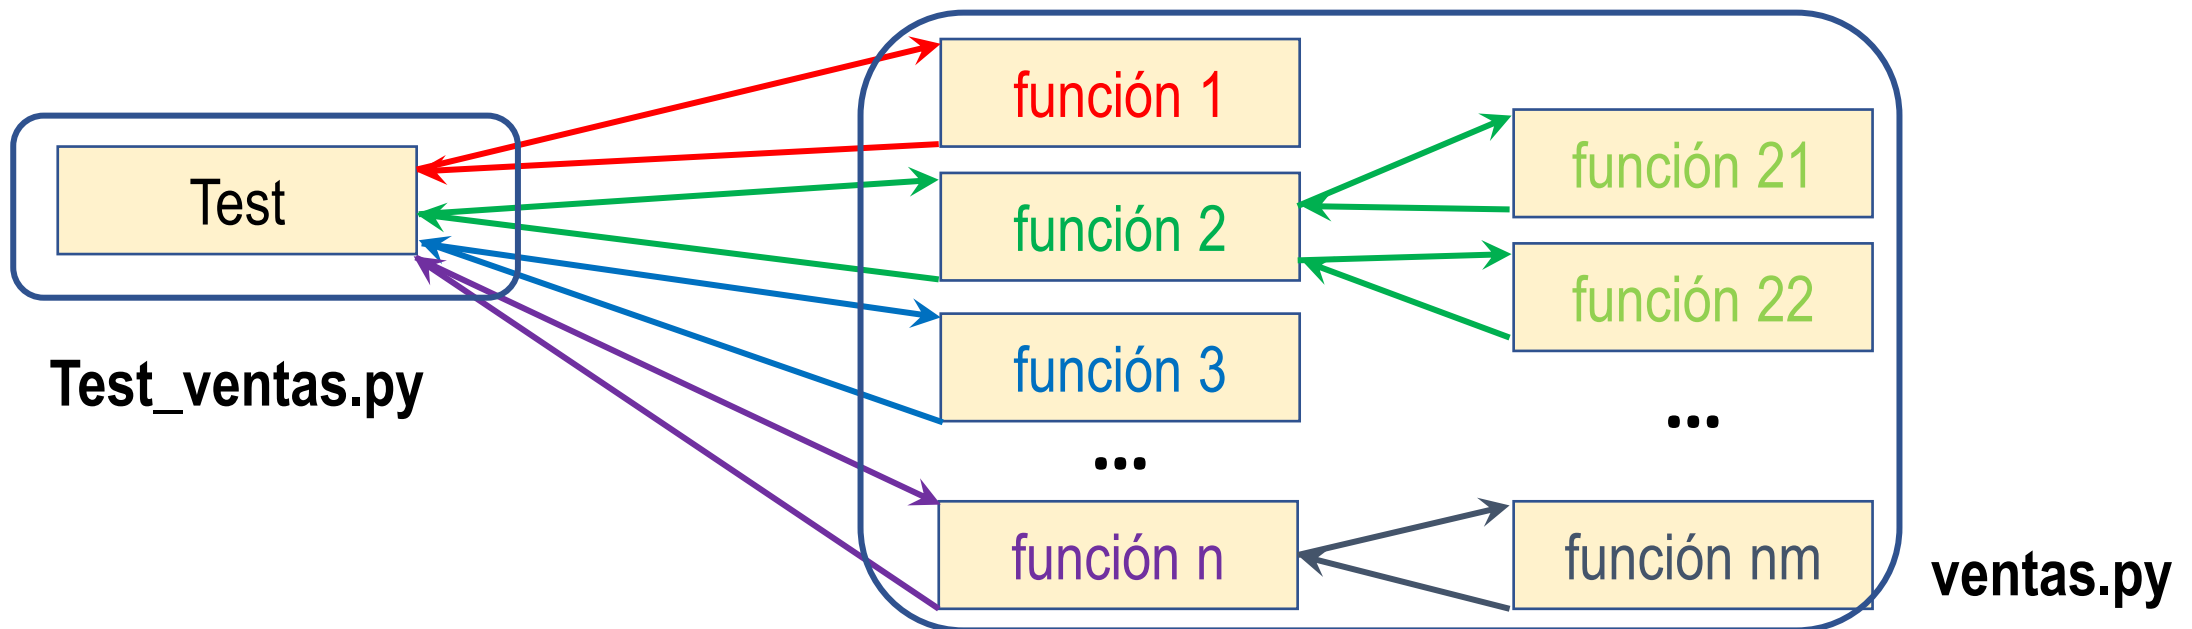 Test
Test_ventas.py
función 1
función 2
función 3
...
función n
función 21
función 22
...
función nm
ventas.py